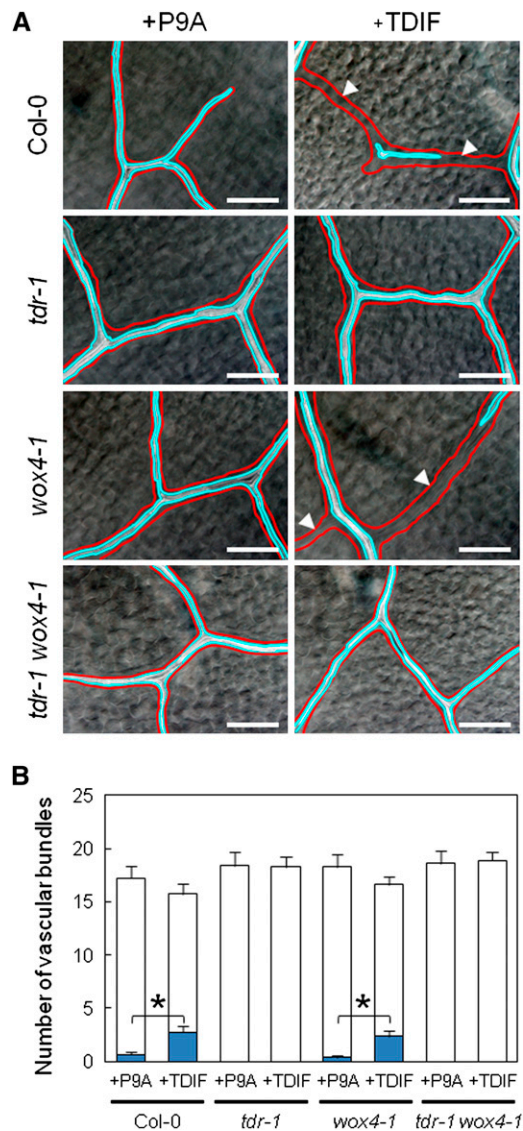 A
+P9A +TDIF
Col-0
tdr-1
wox4-1
tdr-1 wox4-1
B
Number of vascular bundles
25
20
15
10
5
0
* *
+P9A +TDIF +P9A +TDIF +P9A +TDIF +P9A +TDIF
Col-0 tdr-1 wox4-1 tdr-1 wox4-1